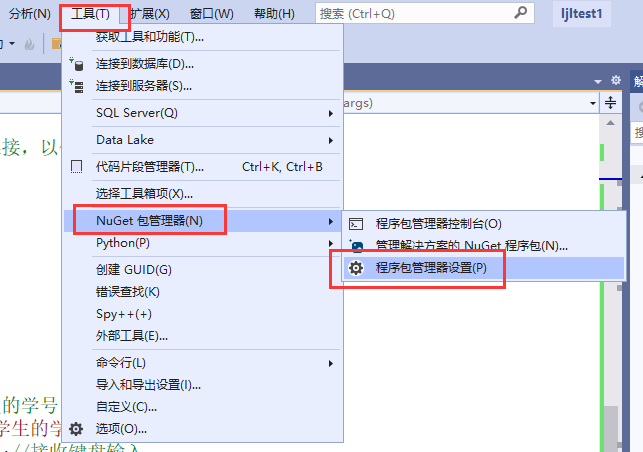 分析(N) 工具(T) 扩展(X) 窗口(W) 帮助(H) 搜索 (Ctrl+Q) ljltest1
获取工具和功能(T)...
连接到数据库(D)...
解
连接到服务器(S)...
SQL Server(Q) args)
Data Lake
接，以
代码片段管理器(T)... Ctrl+K, Ctrl+B
选择工具箱项(X)...
NuGet 包管理器(N) 程序包管理器控制台(O)
Python(P) 管理解决方案的 NuGet 程序包(N)...
创建 GUID(G) 程序包管理器设置(P)
错误查找(K)
Spy++(+)
外部工具(E)...
命令行(L)
导入和导出设置(I)...
的学号 自定义(C)...
学生的学 选项(O)...
;//接收键盘输入